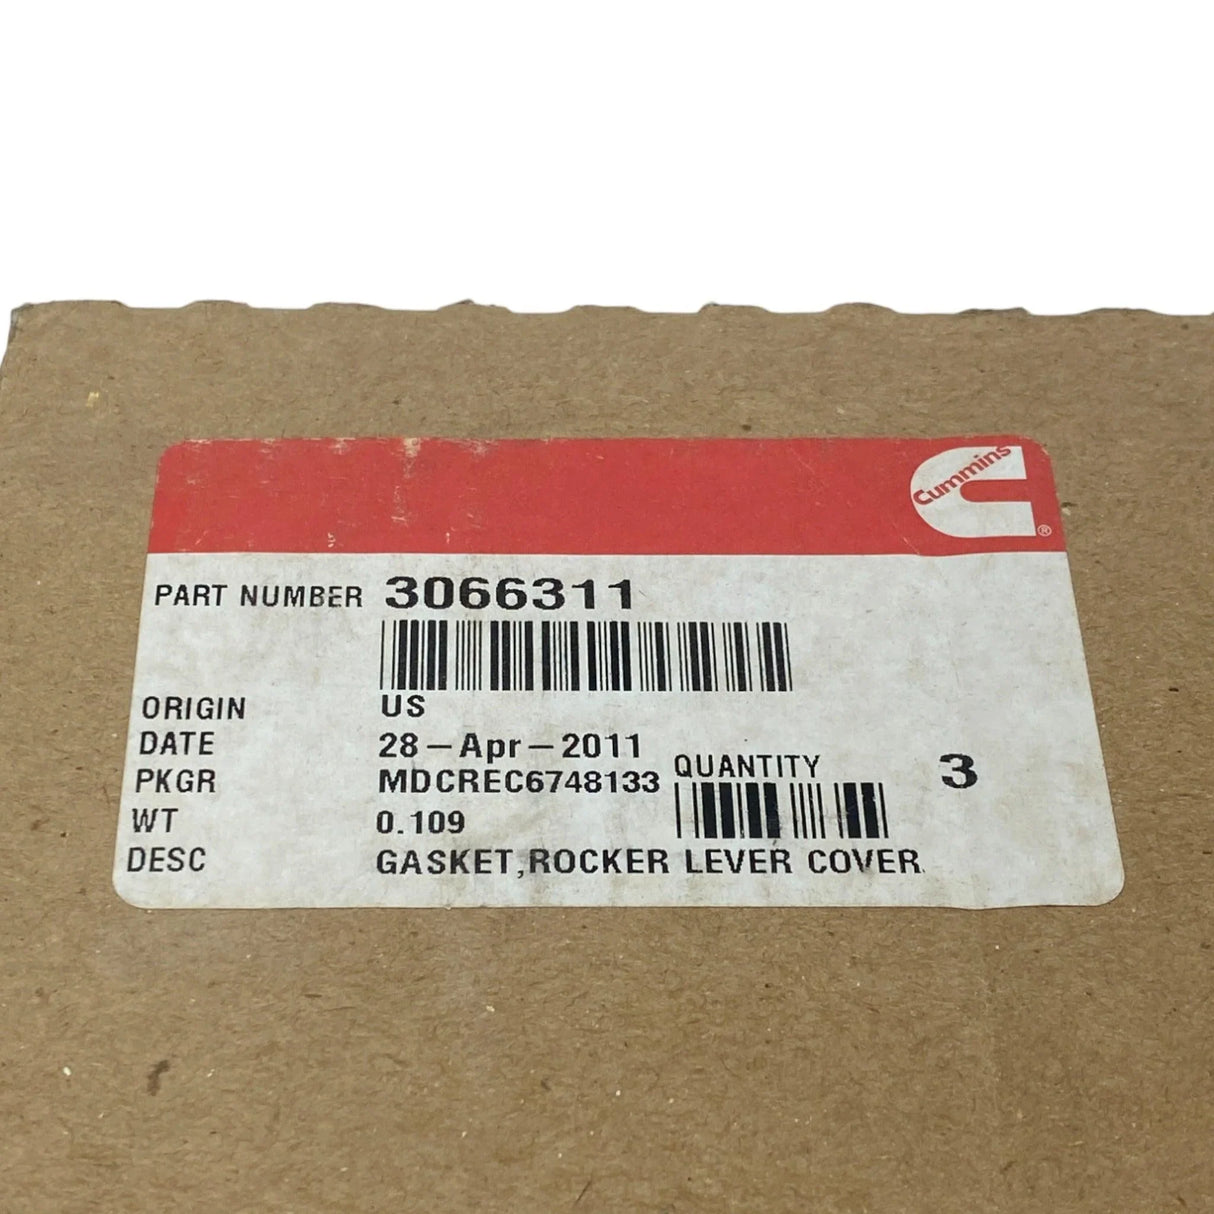 Cummins
®
PART NUMBER 3066311
ORIGIN US
DATE 28-Apr-2011
PKGR MDCREC6748133 QUANTITY 3
WT 0.109
DESC GASKET,ROCKER LEVER COVER